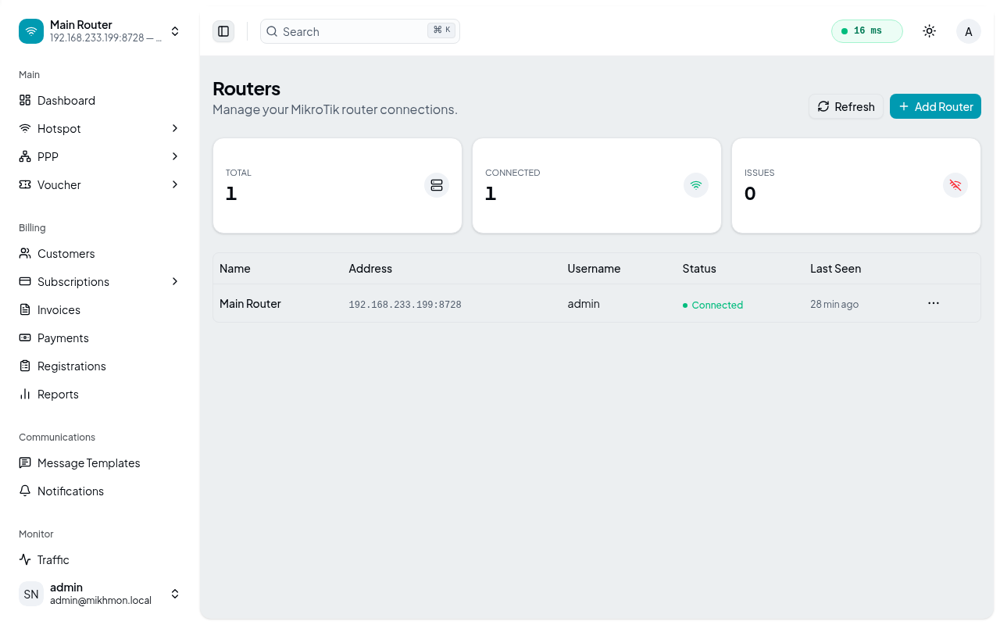 Main Router
192.168.233.199:8728 — ...
Main
Dashboard
Hotspot
PPP
Voucher
Billing
Customers
Subscriptions
Invoices
Payments
Registrations
Reports
Communications
Message Templates
Notifications
Monitor
Traffic
SN
admin
admin@mikhmon.local
Search ⌘ K
16 ms
A
Routers
Manage your MikroTik router connections.
Refresh
Add Router
TOTAL
1
CONNECTED
1
ISSUES
0
Name Address Username Status Last Seen
Main Router 192.168.233.199:8728 admin Connected 28 min ago